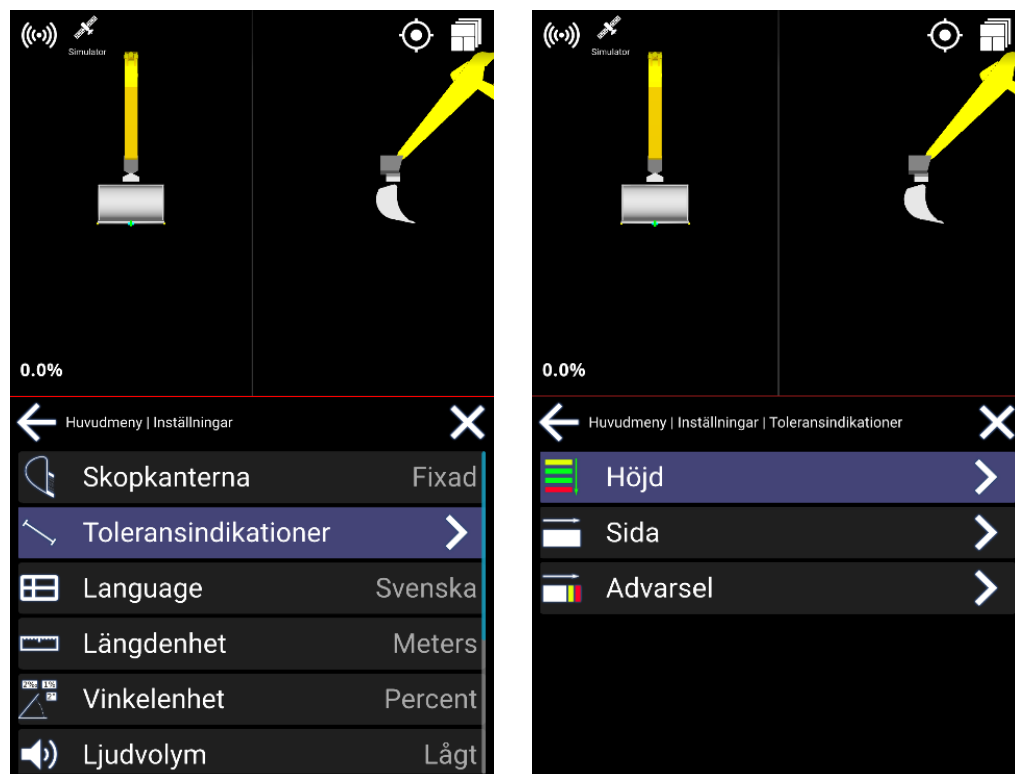 Simulator
0.0%
Huvudmeny | Inställningar
Skopkanterna Fixad
Toleransindikationer
Language Svenska
Längdenhet Meters
Vinkelenhet Percent
Ljudvolym Lågt
Simulator
0.0%
Huvudmeny | Inställningar | Toleransindikationer
Höjd
Sida
Advarsel